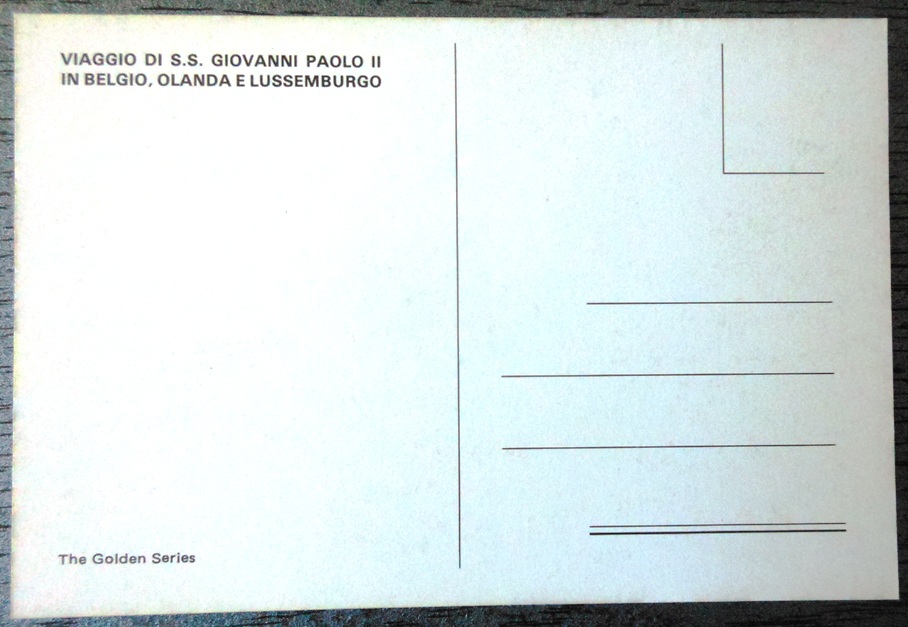 VIAGGIO DI S.S. GIOVANNI PAOLO II
IN BELGIO, OLANDA E LUSSEMBURGO
The Golden Series